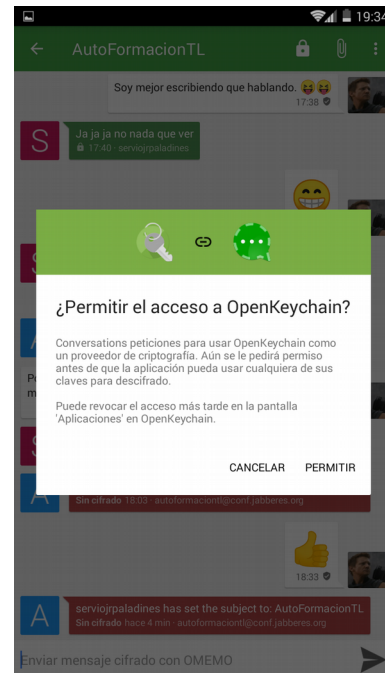 19:34
AutoFormacionTL
Soy mejor escribiendo que hablando. 😝😝
17:38
S
Ja ja ja no nada que ver
17:40 · serviojrpaladines
¿Permitir el acceso a OpenKeychain?
Conversations peticiones para usar OpenKeychain como
un proveedor de criptografía. Aún se le pedirá permiso
antes de que la aplicación pueda usar cualquiera de sus
claves para descifrado.
Puede revocar el acceso más tarde en la pantalla
'Aplicaciones' en OpenKeychain.
CANCELAR PERMITIR
Sin cifrado 18:03 · autoformaciontl@conf.jabberes.org
18:33
A
serviojrpaladines has set the subject to: AutoFormacionTL
Sin cifrado hace 4 min · autoformaciontl@conf.jabberes.org
Enviar mensaje cifrado con OMEMO